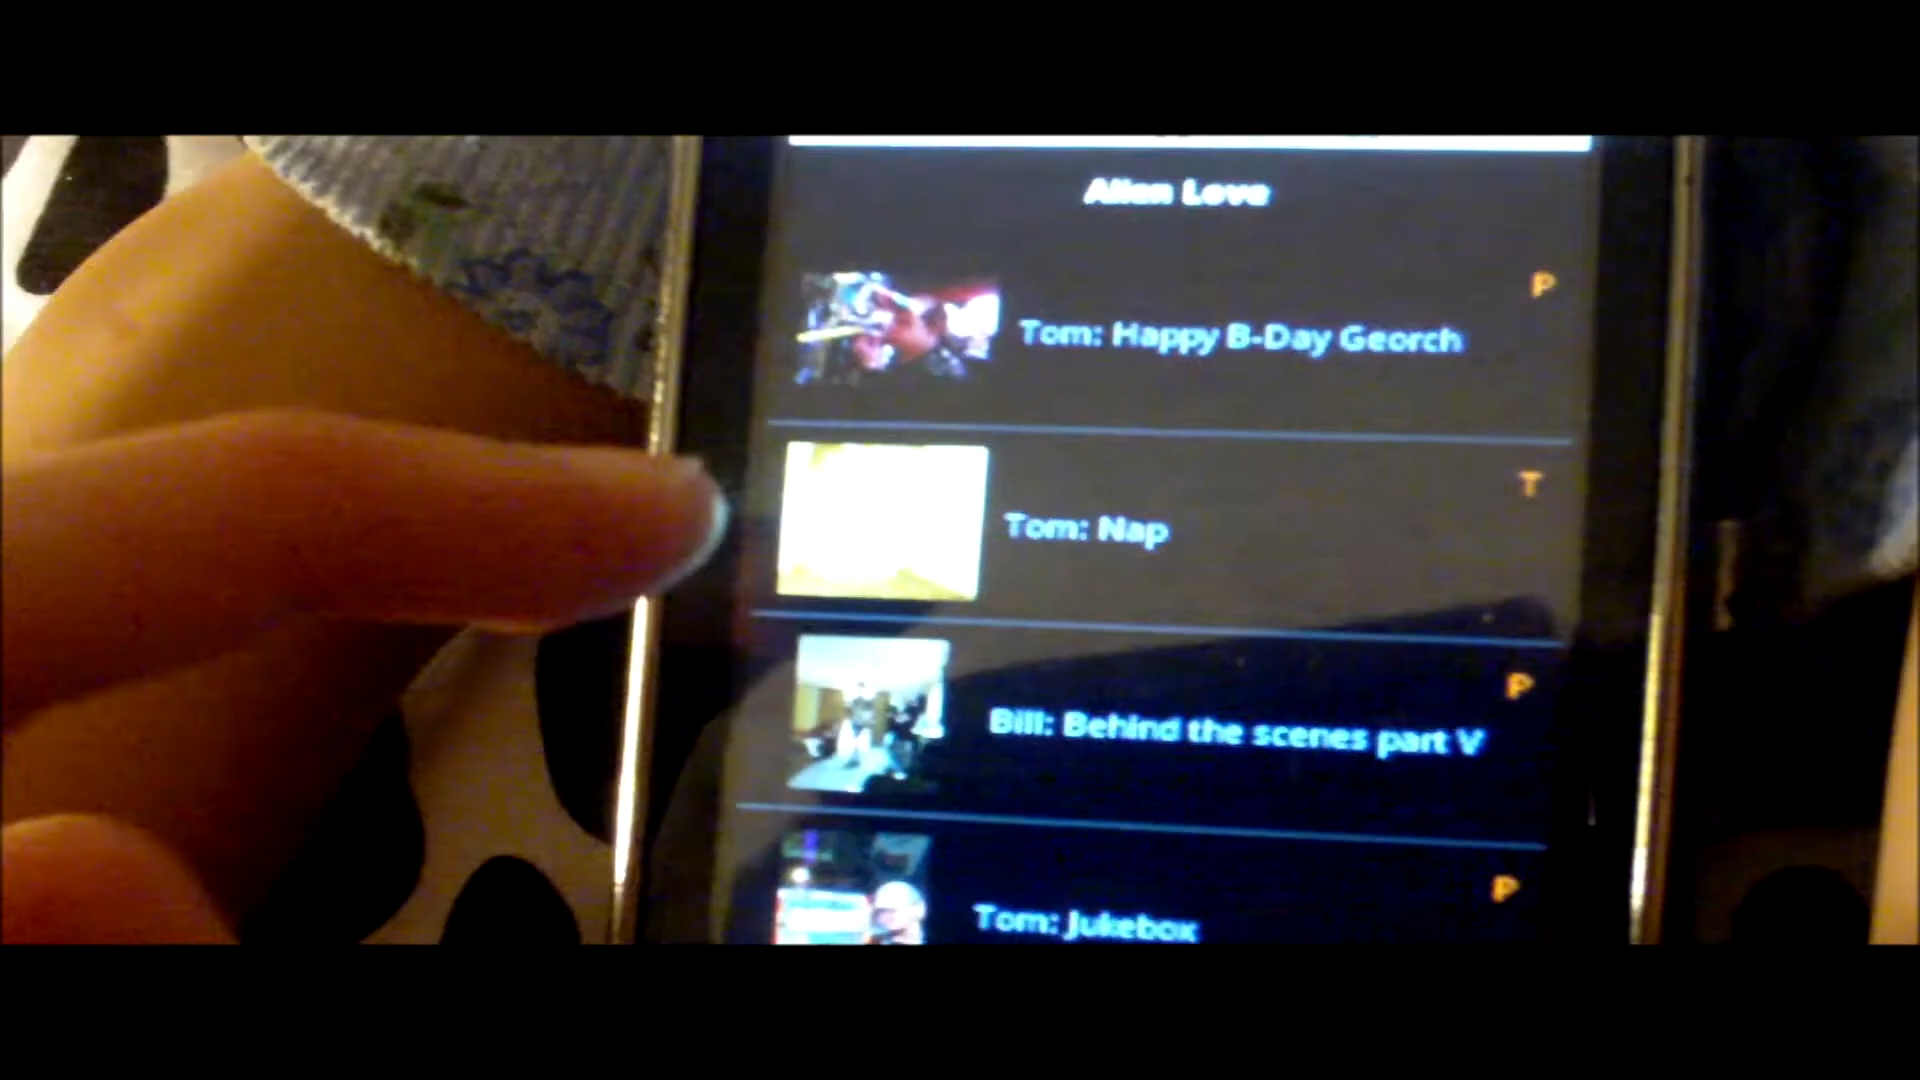 Alien Love
P
Tom: Happy B-Day Georch
T
Tom: Nap
P
Bill: Behind the scenes part V
P
Tom: Jukebox